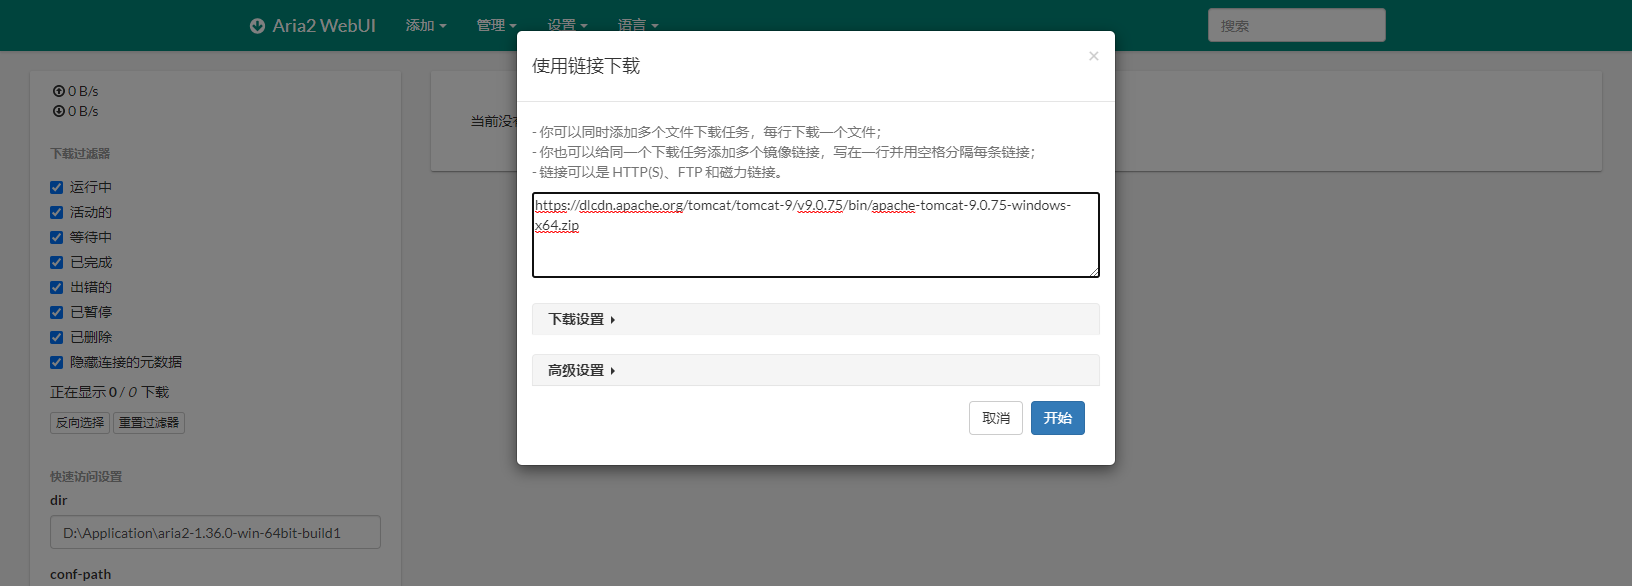 Aria2 WebUI 添加 管理 设置 语言 搜索
0 B/s
0 B/s
下载过滤器
运行中
活动的
等待中
已完成
出错的
已暂停
已删除
隐藏连接的元数据
正在显示 0 / 0 下载
反向选择 重置过滤器
快速访问设置
dir
D:\Application\aria2-1.36.0-win-64bit-build1
conf-path
当前没
使用链接下载
×
- 你可以同时添加多个文件下载任务，每行下载一个文件；
- 你也可以给同一个下载任务添加多个镜像链接，写在一行并用空格分隔每条链接；
- 链接可以是 HTTP(S)、FTP 和磁力链接。
https://dlcdn.apache.org/tomcat/tomcat-9/v9.0.75/bin/apache-tomcat-9.0.75-windows-
x64.zip
下载设置
高级设置
取消 开始